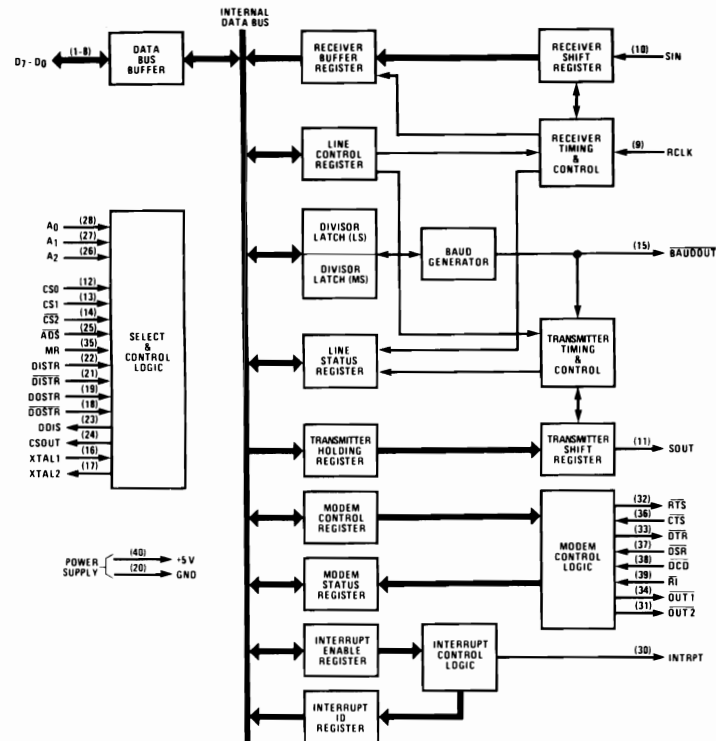 INTERNAL
DATA BUS
D7 - D0
(1-8)
DATA
BUS
BUFFER
RECEIVER
BUFFER
REGISTER
RECEIVER
SHIFT
REGISTER
(10)
SIN
LINE
CONTROL
REGISTER
RECEIVER
TIMING
&
CONTROL
(9)
RCLK
DIVISOR
LATCH (LS)
DIVISOR
LATCH (MS)
BAUD
GENERATOR
(15)
BAUDOUT
LINE
STATUS
REGISTER
TRANSMITTER
TIMING
&
CONTROL
TRANSMITTER
HOLDING
REGISTER
TRANSMITTER
SHIFT
REGISTER
(11)
SOUT
MODEM
CONTROL
REGISTER
MODEM
STATUS
REGISTER
MODEM
CONTROL
LOGIC
(32) RTS
(36) CTS
(33) DTR
(37) DSR
(38) DCD
(39) RI
(34) OUT 1
(31) OUT 2
INTERRUPT
ENABLE
REGISTER
INTERRUPT
CONTROL
LOGIC
(30)
INTRPT
INTERRUPT
ID
REGISTER
A0 (28)
A1 (27)
A2 (26)
CS0 (12)
CS1 (13)
CS2 (14)
ADS (25)
MR (35)
DISTR (22)
DISTR (21)
DOSTR (19)
DOSTR (18)
DDIS (23)
CSOUT (24)
XTAL1 (16)
XTAL2 (17)
SELECT
&
CONTROL
LOGIC
POWER
SUPPLY
(40) +5 V
(20) GND